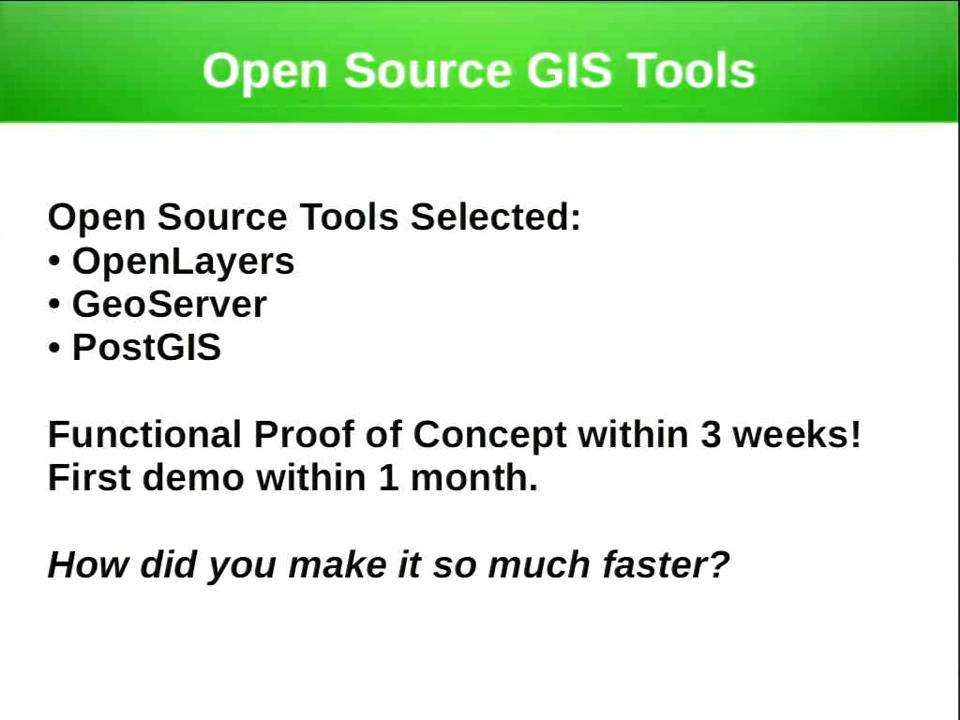 Open Source GIS Tools
Open Source Tools Selected:
• OpenLayers
• GeoServer
• PostGIS
Functional Proof of Concept within 3 weeks!
First demo within 1 month.
How did you make it so much faster?